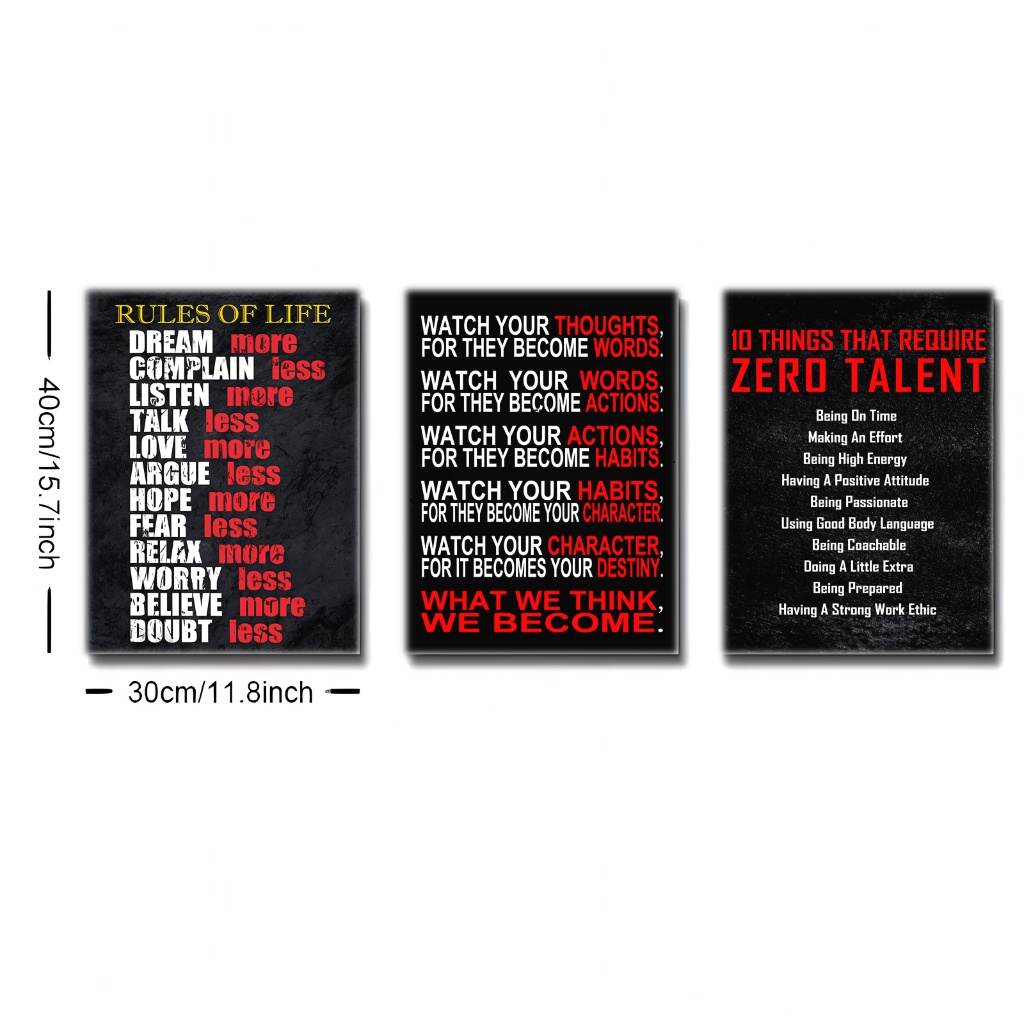 RULES OF LIFE
DREAM more
COMPLAIN less
LISTEN more
TALK less
LOVE more
ARGUE less
HOPE more
FEAR less
RELAX more
WORRY less
BELIEVE more
DOUBT less
WATCH YOUR THOUGHTS,
FOR THEY BECOME WORDS.
WATCH YOUR WORDS,
FOR THEY BECOME ACTIONS.
WATCH YOUR ACTIONS,
FOR THEY BECOME HABITS.
WATCH YOUR HABITS,
FOR THEY BECOME YOUR CHARACTER.
WATCH YOUR CHARACTER,
FOR IT BECOMES YOUR DESTINY.
WHAT WE THINK,
WE BECOME.
10 THINGS THAT REQUIRE
ZERO TALENT
Being On Time
Making An Effort
Being High Energy
Having A Positive Attitude
Being Passionate
Using Good Body Language
Being Coachable
Doing A Little Extra
Being Prepared
Having A Strong Work Ethic
40cm/15.7inch
30cm/11.8inch